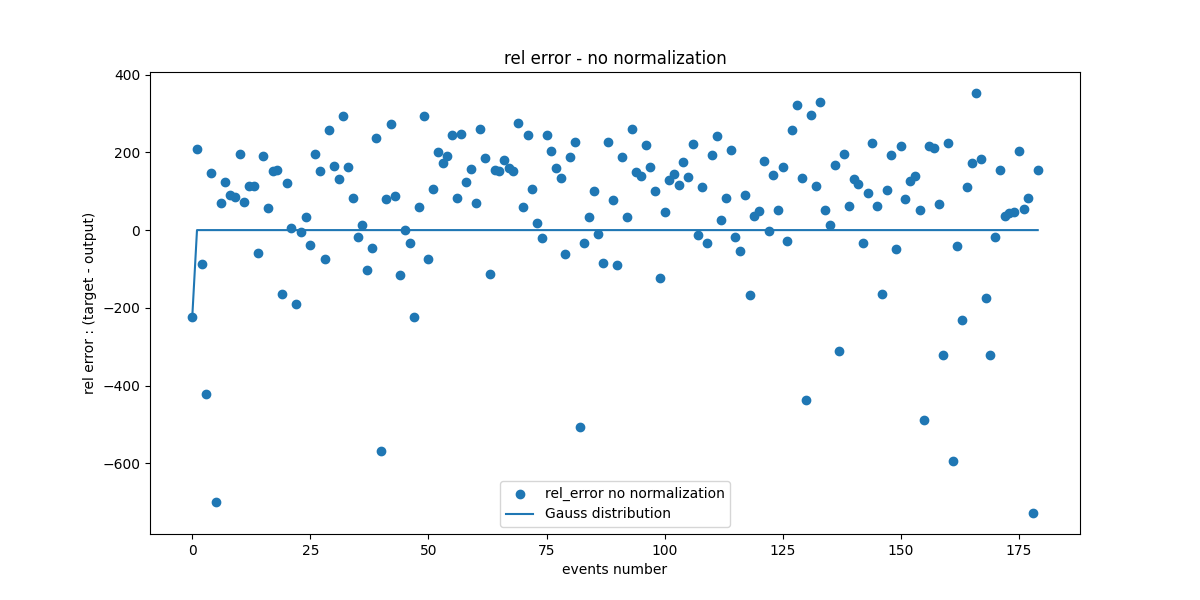 rel error - no normalization
rel error : (target - output)
400
200
0
−200
−400
−600
rel_error no normalization
Gauss distribution
0 25 50 75 100 125 150 175
events number